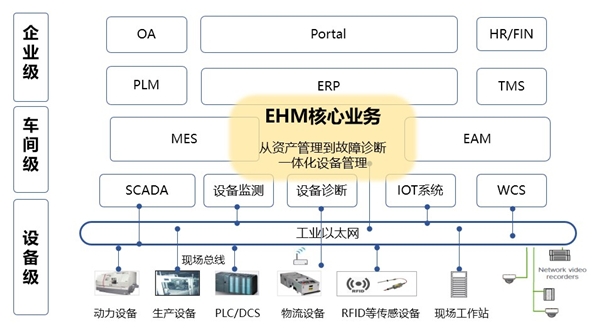 企业级
OA
Portal
HR/FIN
PLM
ERP
TMS
车间级
MES
EHM核心业务
从资产管理到故障诊断
一体化设备管理
EAM
SCADA
设备监测
设备诊断
IOT系统
WCS
设备级
工业以太网
现场总线
RFID
Network video
recorders
动力设备
生产设备
PLC/DCS
物流设备
RFID等传感设备
现场工作站